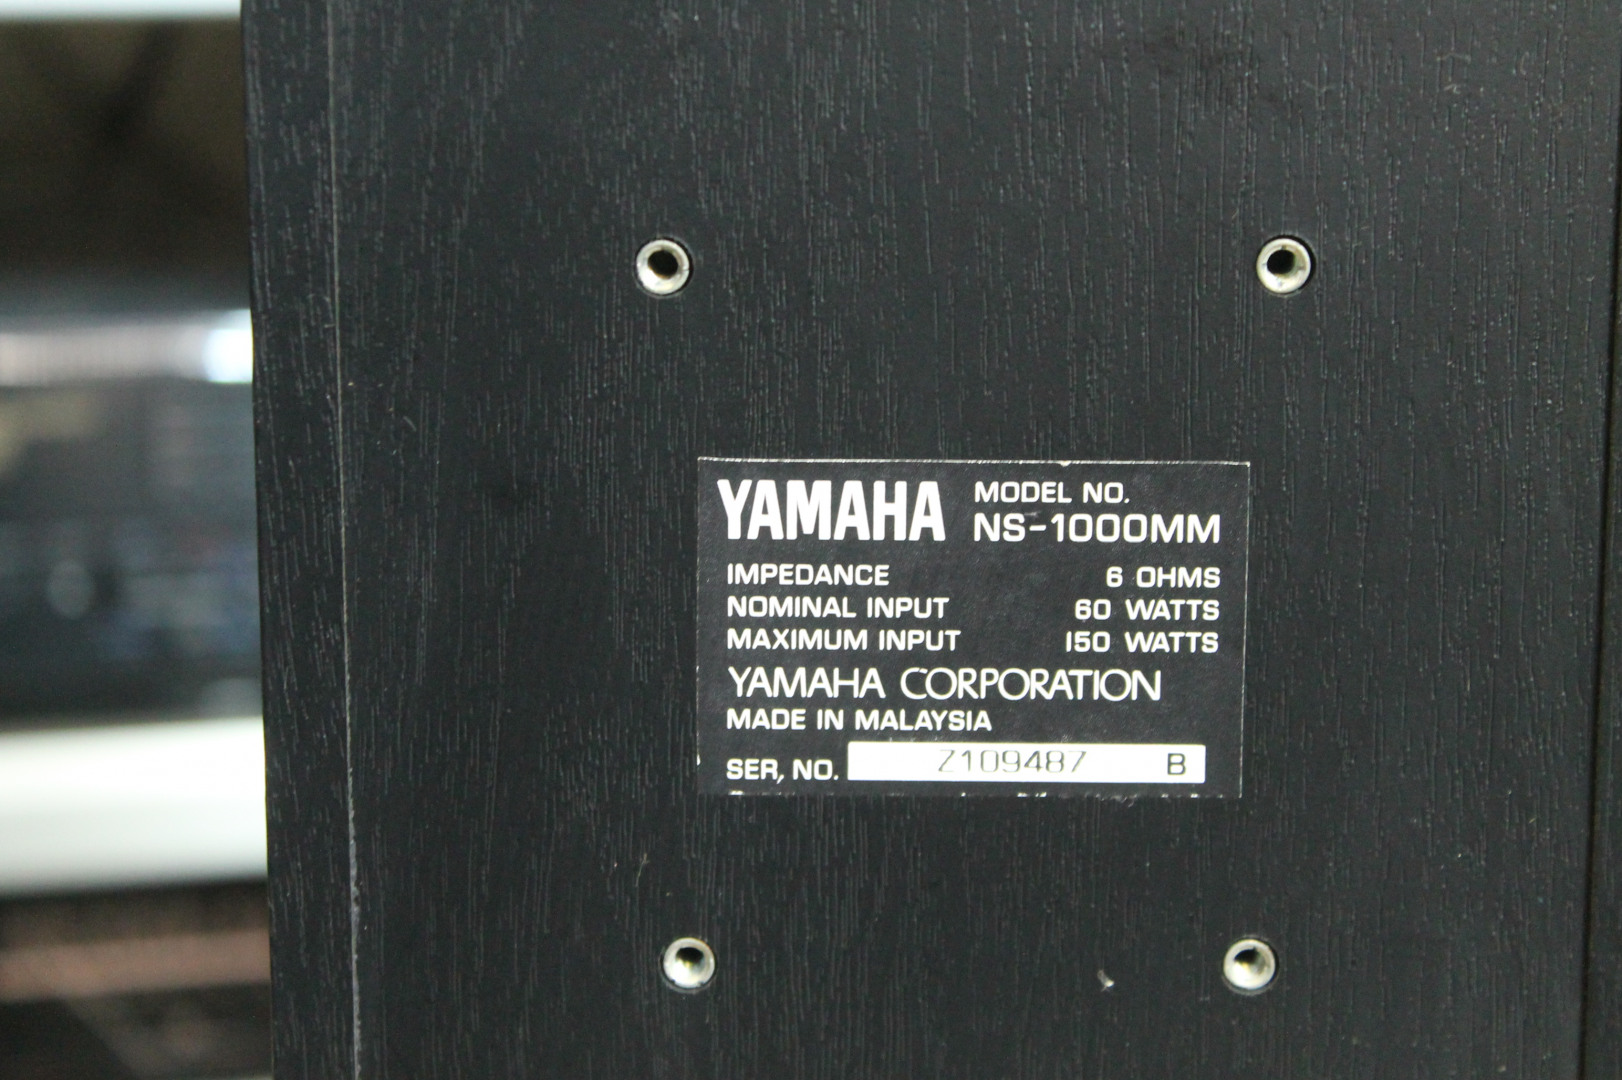 YAMAHA MODEL NO.
NS-1000MM
IMPEDANCE 6 OHMS
NOMINAL INPUT 60 WATTS
MAXIMUM INPUT 150 WATTS
YAMAHA CORPORATION
MADE IN MALAYSIA
SER, NO. Z109487 B